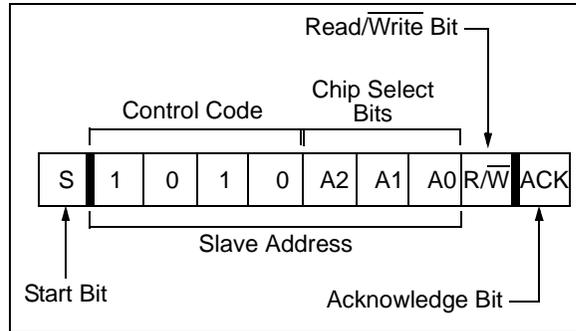 Read/Write Bit
Control Code
Chip Select
Bits
S 1 0 1 0 A2 A1 A0 R/W ACK
Slave Address
Start Bit
Acknowledge Bit